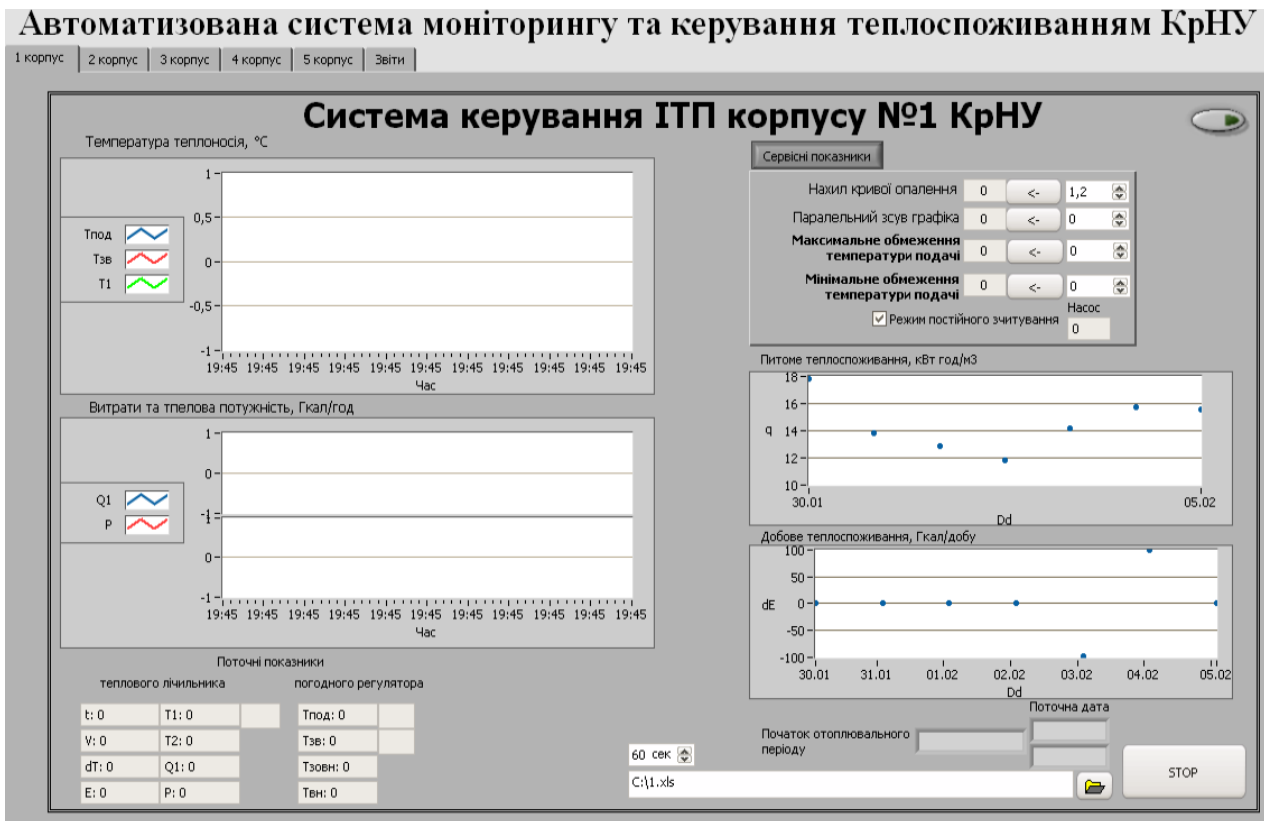 Автоматизована система моніторингу та керування теплоспоживанням КрНУ
1 корпус 2 корпус 3 корпус 4 корпус 5 корпус Звіти
Система керування ІТП корпусу №1 КрНУ
Температура теплоносія, °C
1
0,5
0
-0,5
-1
Tпод
Tзв
T1
19:45 19:45 19:45 19:45 19:45 19:45 19:45 19:45 19:45 19:45 19:45
Час
Витрати та тпелова потужність, Гкал/год
1
0
-1
1
0
-1
Q1
P
19:45 19:45 19:45 19:45 19:45 19:45 19:45 19:45 19:45 19:45 19:45
Час
Поточні показники
теплового лічильника погодного регулятора
t: 0 T1: 0 Tпод: 0
V: 0 T2: 0 Tзв: 0
dT: 0 Q1: 0 Tзовн: 0
E: 0 P: 0 Tвн: 0
Сервісні показники
Нахил кривої опалення 0 <- 1,2
Паралельний зсув графіка 0 <- 0
Максимальне обмеження
температури подачі 0 <- 0
Мінімальне обмеження
температури подачі 0 <- 0
Режим постійного зчитування
Насос
0
Питоме теплоспоживання, кВт год/м3
18
16
14
12
10
q
30.01 05.02
Dd
Добове теплоспоживання, Гкал/добу
100
50
0
-50
-100
dE
30.01 31.01 01.02 02.02 03.02 04.02 05.02
Dd
Поточна дата
Початок отоплювального
періоду
60 сек
C:\1.xls
STOP